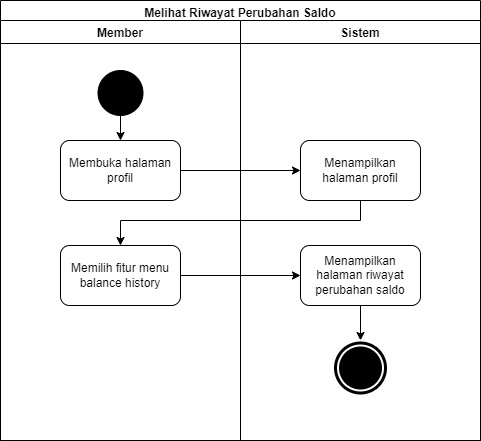 Melihat Riwayat Perubahan Saldo
Member
Sistem
Membuka halaman
profil
Menampilkan
halaman profil
Memilih fitur menu
balance history
Menampilkan
halaman riwayat
perubahan saldo